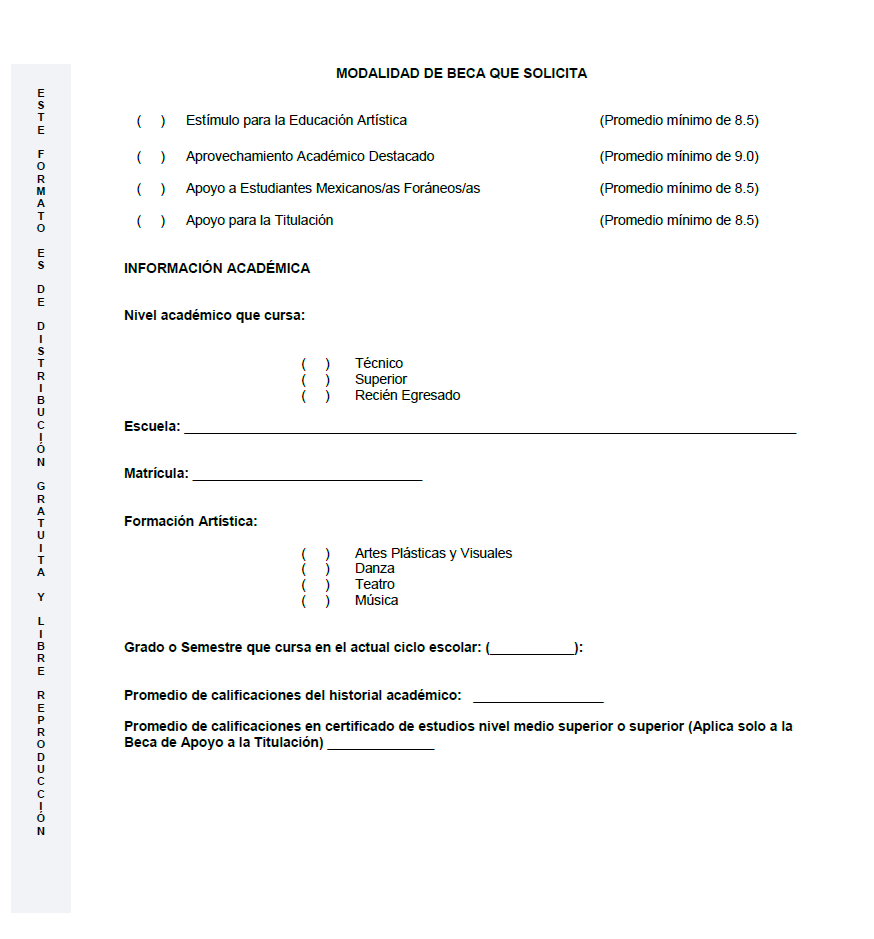 MODALIDAD DE BECA QUE SOLICITA
( ) Estímulo para la Educación Artística (Promedio mínimo de 8.5)
( ) Aprovechamiento Académico Destacado (Promedio mínimo de 9.0)
( ) Apoyo a Estudiantes Mexicanos/as Foráneos/as (Promedio mínimo de 8.5)
( ) Apoyo para la Titulación (Promedio mínimo de 8.5)
INFORMACIÓN ACADÉMICA
Nivel académico que cursa:
( ) Técnico
( ) Superior
( ) Recién Egresado
Escuela: ____________________
Matrícula: ____________________
Formación Artística:
( ) Artes Plásticas y Visuales
( ) Danza
( ) Teatro
( ) Música
Grado o Semestre que cursa en el actual ciclo escolar: (___________):
Promedio de calificaciones del historial académico: _________________
Promedio de calificaciones en certificado de estudios nivel medio superior o superior (Aplica solo a la
Beca de Apoyo a la Titulación) ______________
ESTE FORMATO ES DE DISTRIBUCIÓN GRATUITA Y LIBRE REPRODUCCIÓN